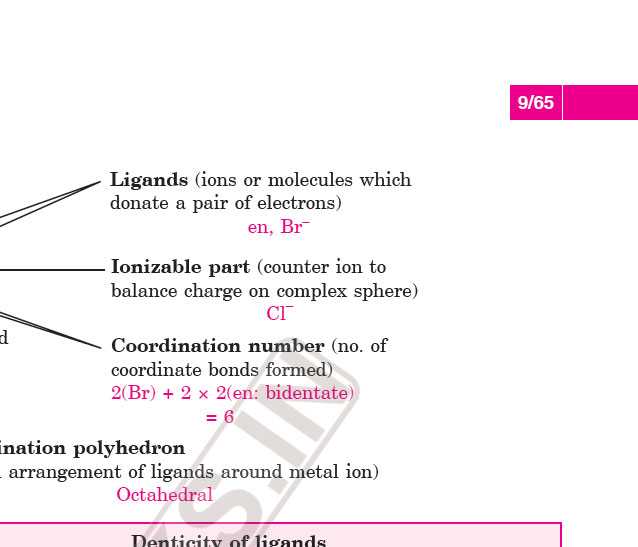 9/65
Ligands (ions or molecules which
donate a pair of electrons)
en, Br⁻
Ionizable part (counter ion to
balance charge on complex sphere)
Cl⁻
d
Coordination number (no. of
coordinate bonds formed)
2(Br) + 2 × 2(en: bidentate)
= 6
ination polyhedron
arrangement of ligands around metal ion)
Octahedral
Denticity of ligands
S.IN